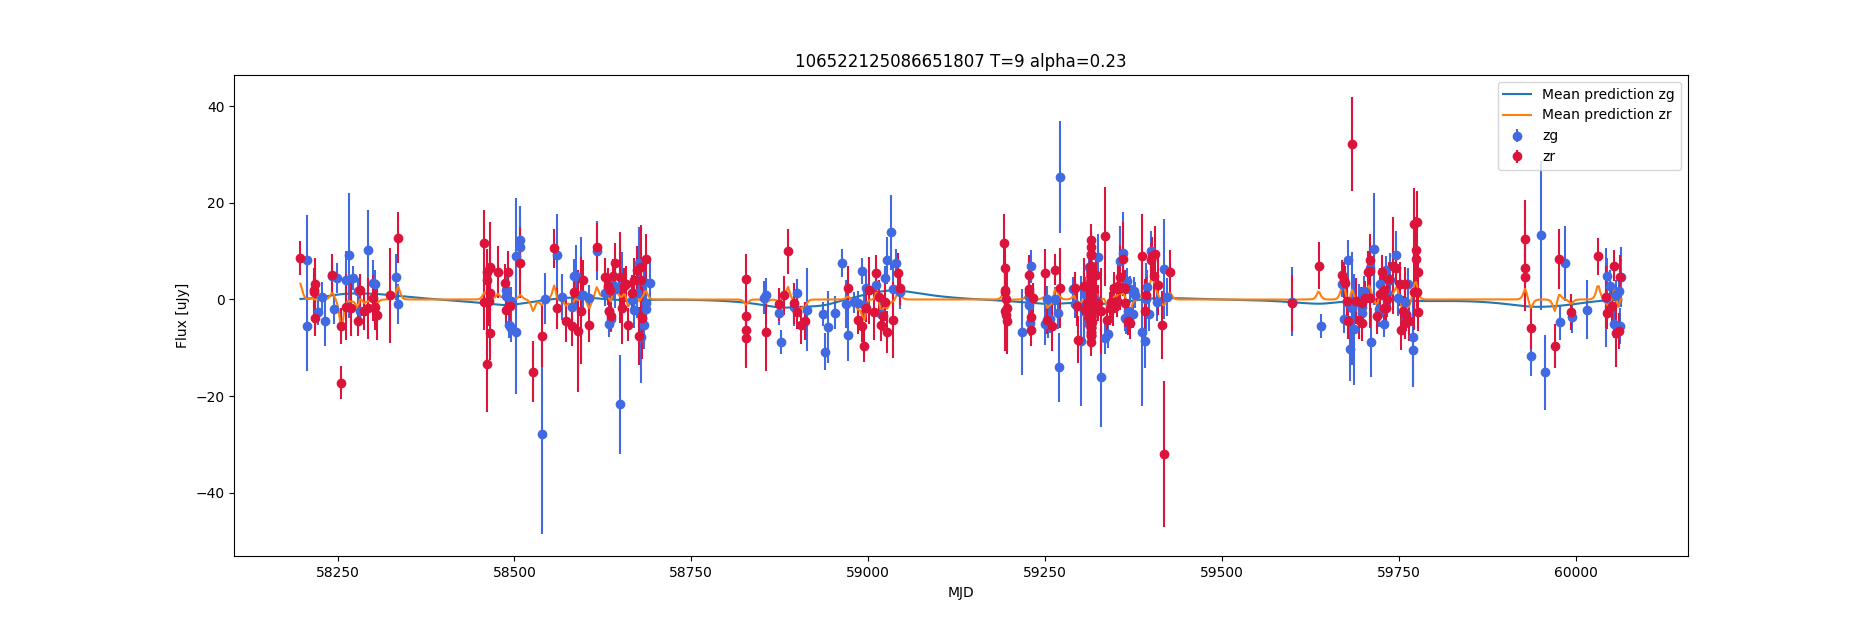 106522125086651807 T=9 alpha=0.23
Mean prediction zg
Mean prediction zr
zg
zr
Flux [uJy]
40
20
0
−20
−40
58250
58500
58750
59000
59250
59500
59750
60000
MJD